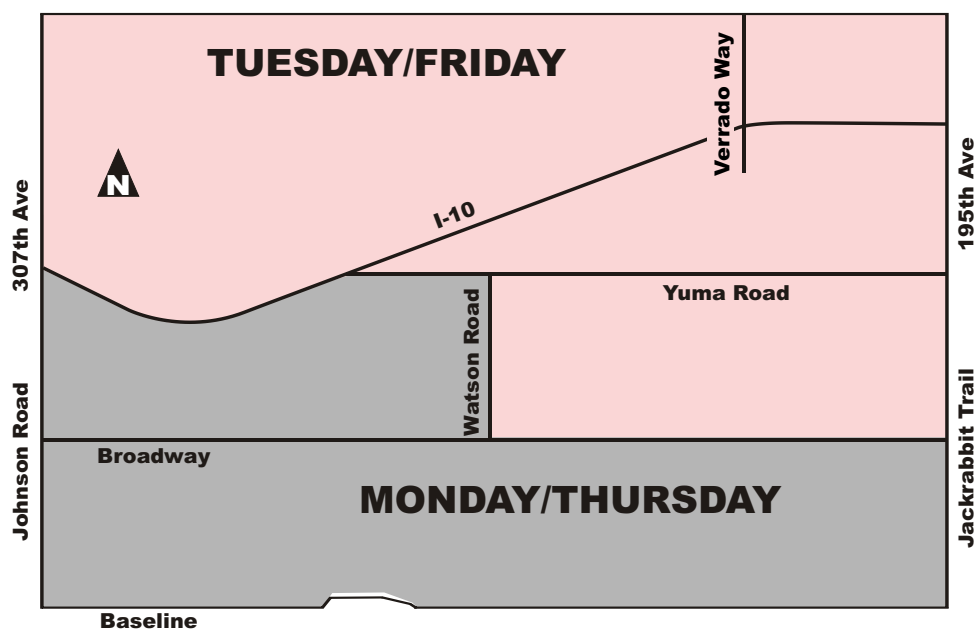 TUESDAY/FRIDAY
Verrado Way
N
307th Ave
195th Ave
I-10
Yuma Road
Watson Road
Johnson Road
Jackrabbit Trail
Broadway
MONDAY/THURSDAY
Baseline